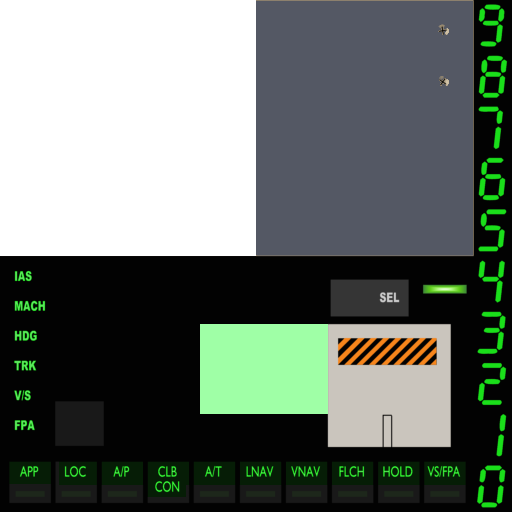 9
8
7
6
5
4
3
2
1
0
IAS
MACH
HDG
TRK
V/S
FPA
SEL
APP LOC A/P CLB CON A/T LNAV VNAV FLCH HOLD VS/FPA